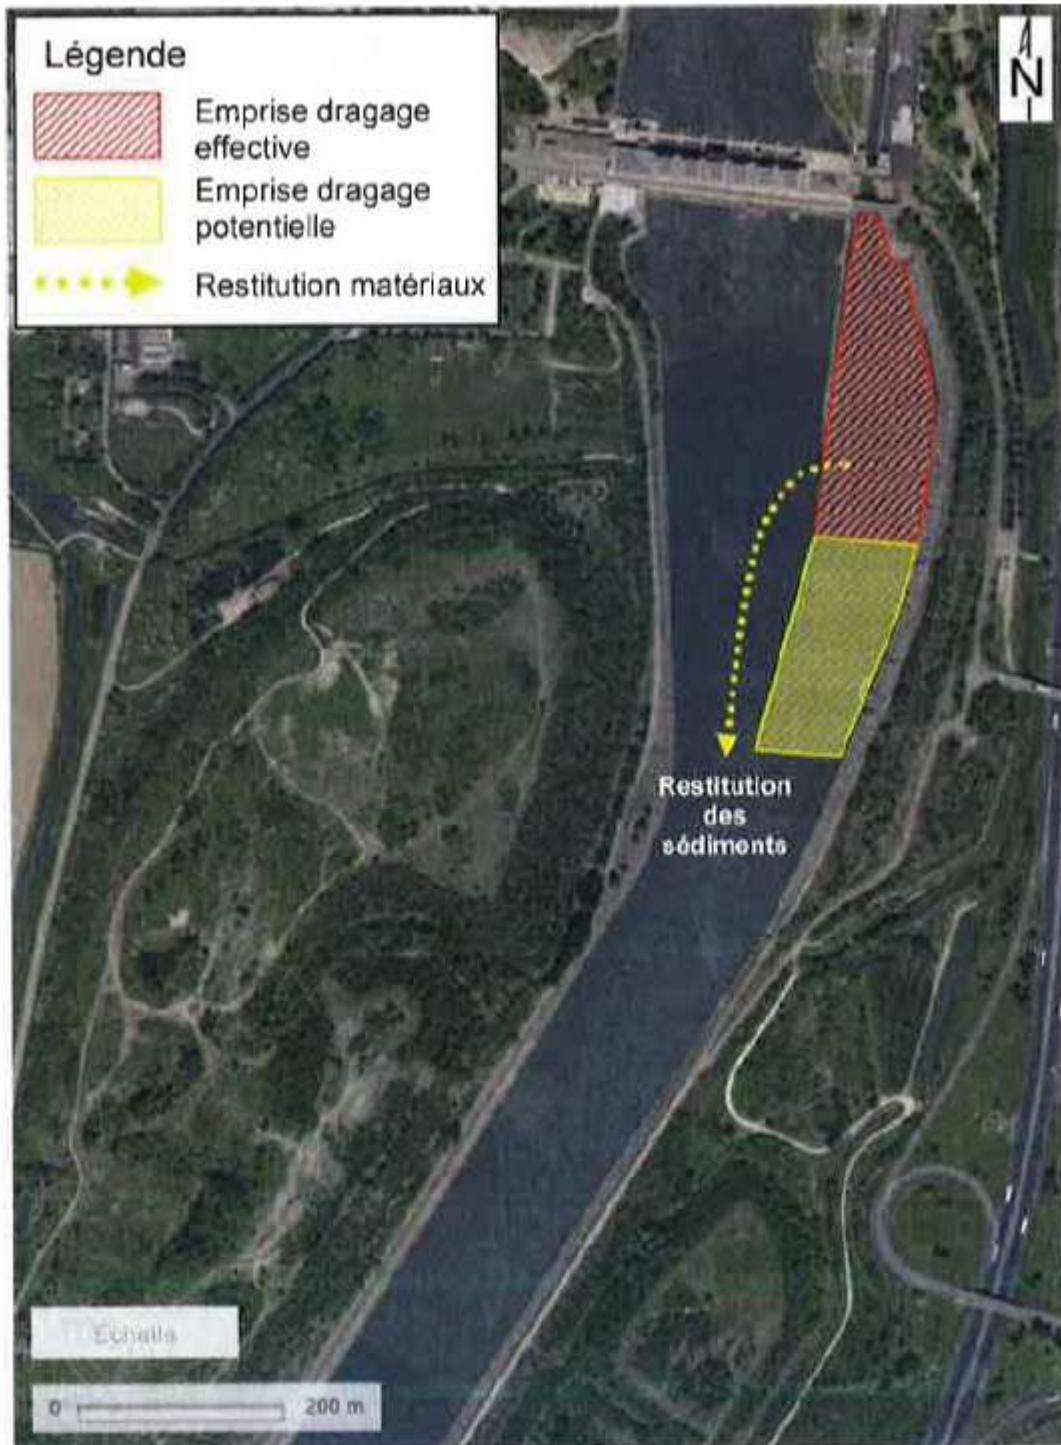 Légende
Emprise dragage
effective
Emprise dragage
potentielle
Restitution matériaux
N
Restitution
des
sédiments
Echelle
0 200 m